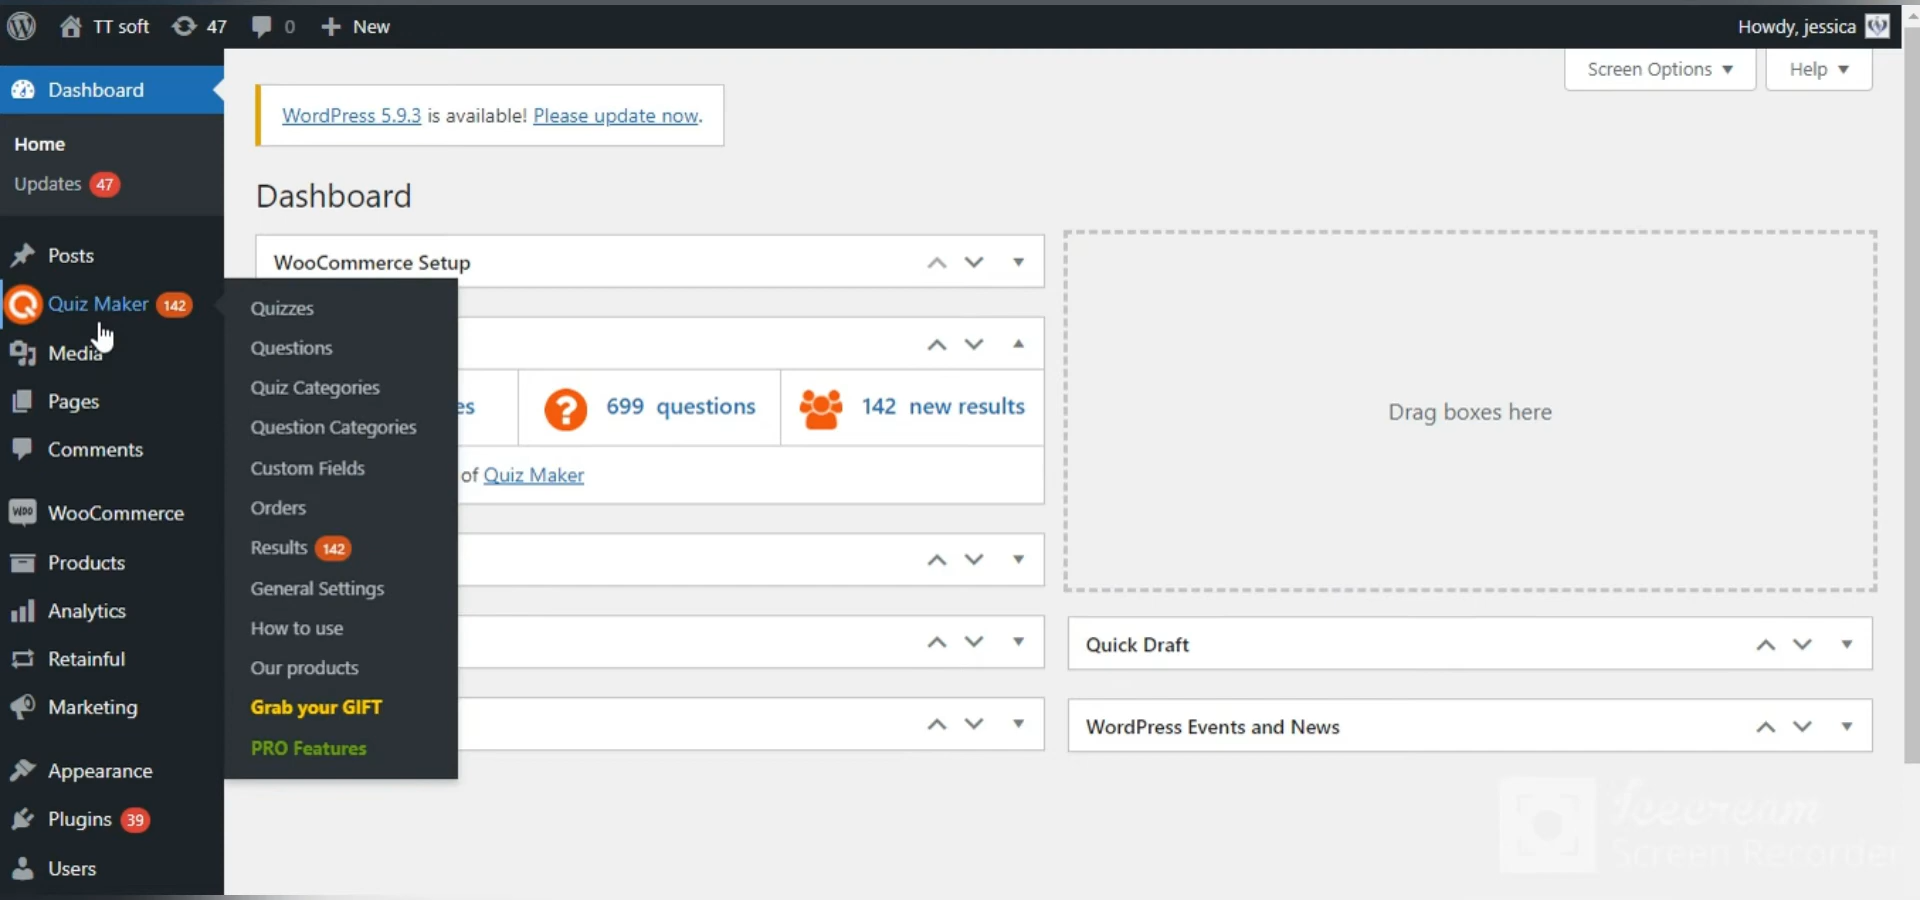 TT soft 47 0 New Howdy, jessica
Dashboard
Home
Updates 47
Posts
Quiz Maker 142
Media
Pages
Comments
WooCommerce
Products
Analytics
Retainful
Marketing
Appearance
Plugins 39
Users
Quizzes
Questions
Quiz Categories
Question Categories
Custom Fields
Orders
Results 142
General Settings
How to use
Our products
Grab your GIFT
PRO Features
Screen Options Help
WordPress 5.9.3 is available! Please update now.
Dashboard
WooCommerce Setup
es 699 questions 142 new results
of Quiz Maker
Drag boxes here
Quick Draft
WordPress Events and News
Icecream
Screen Recorder